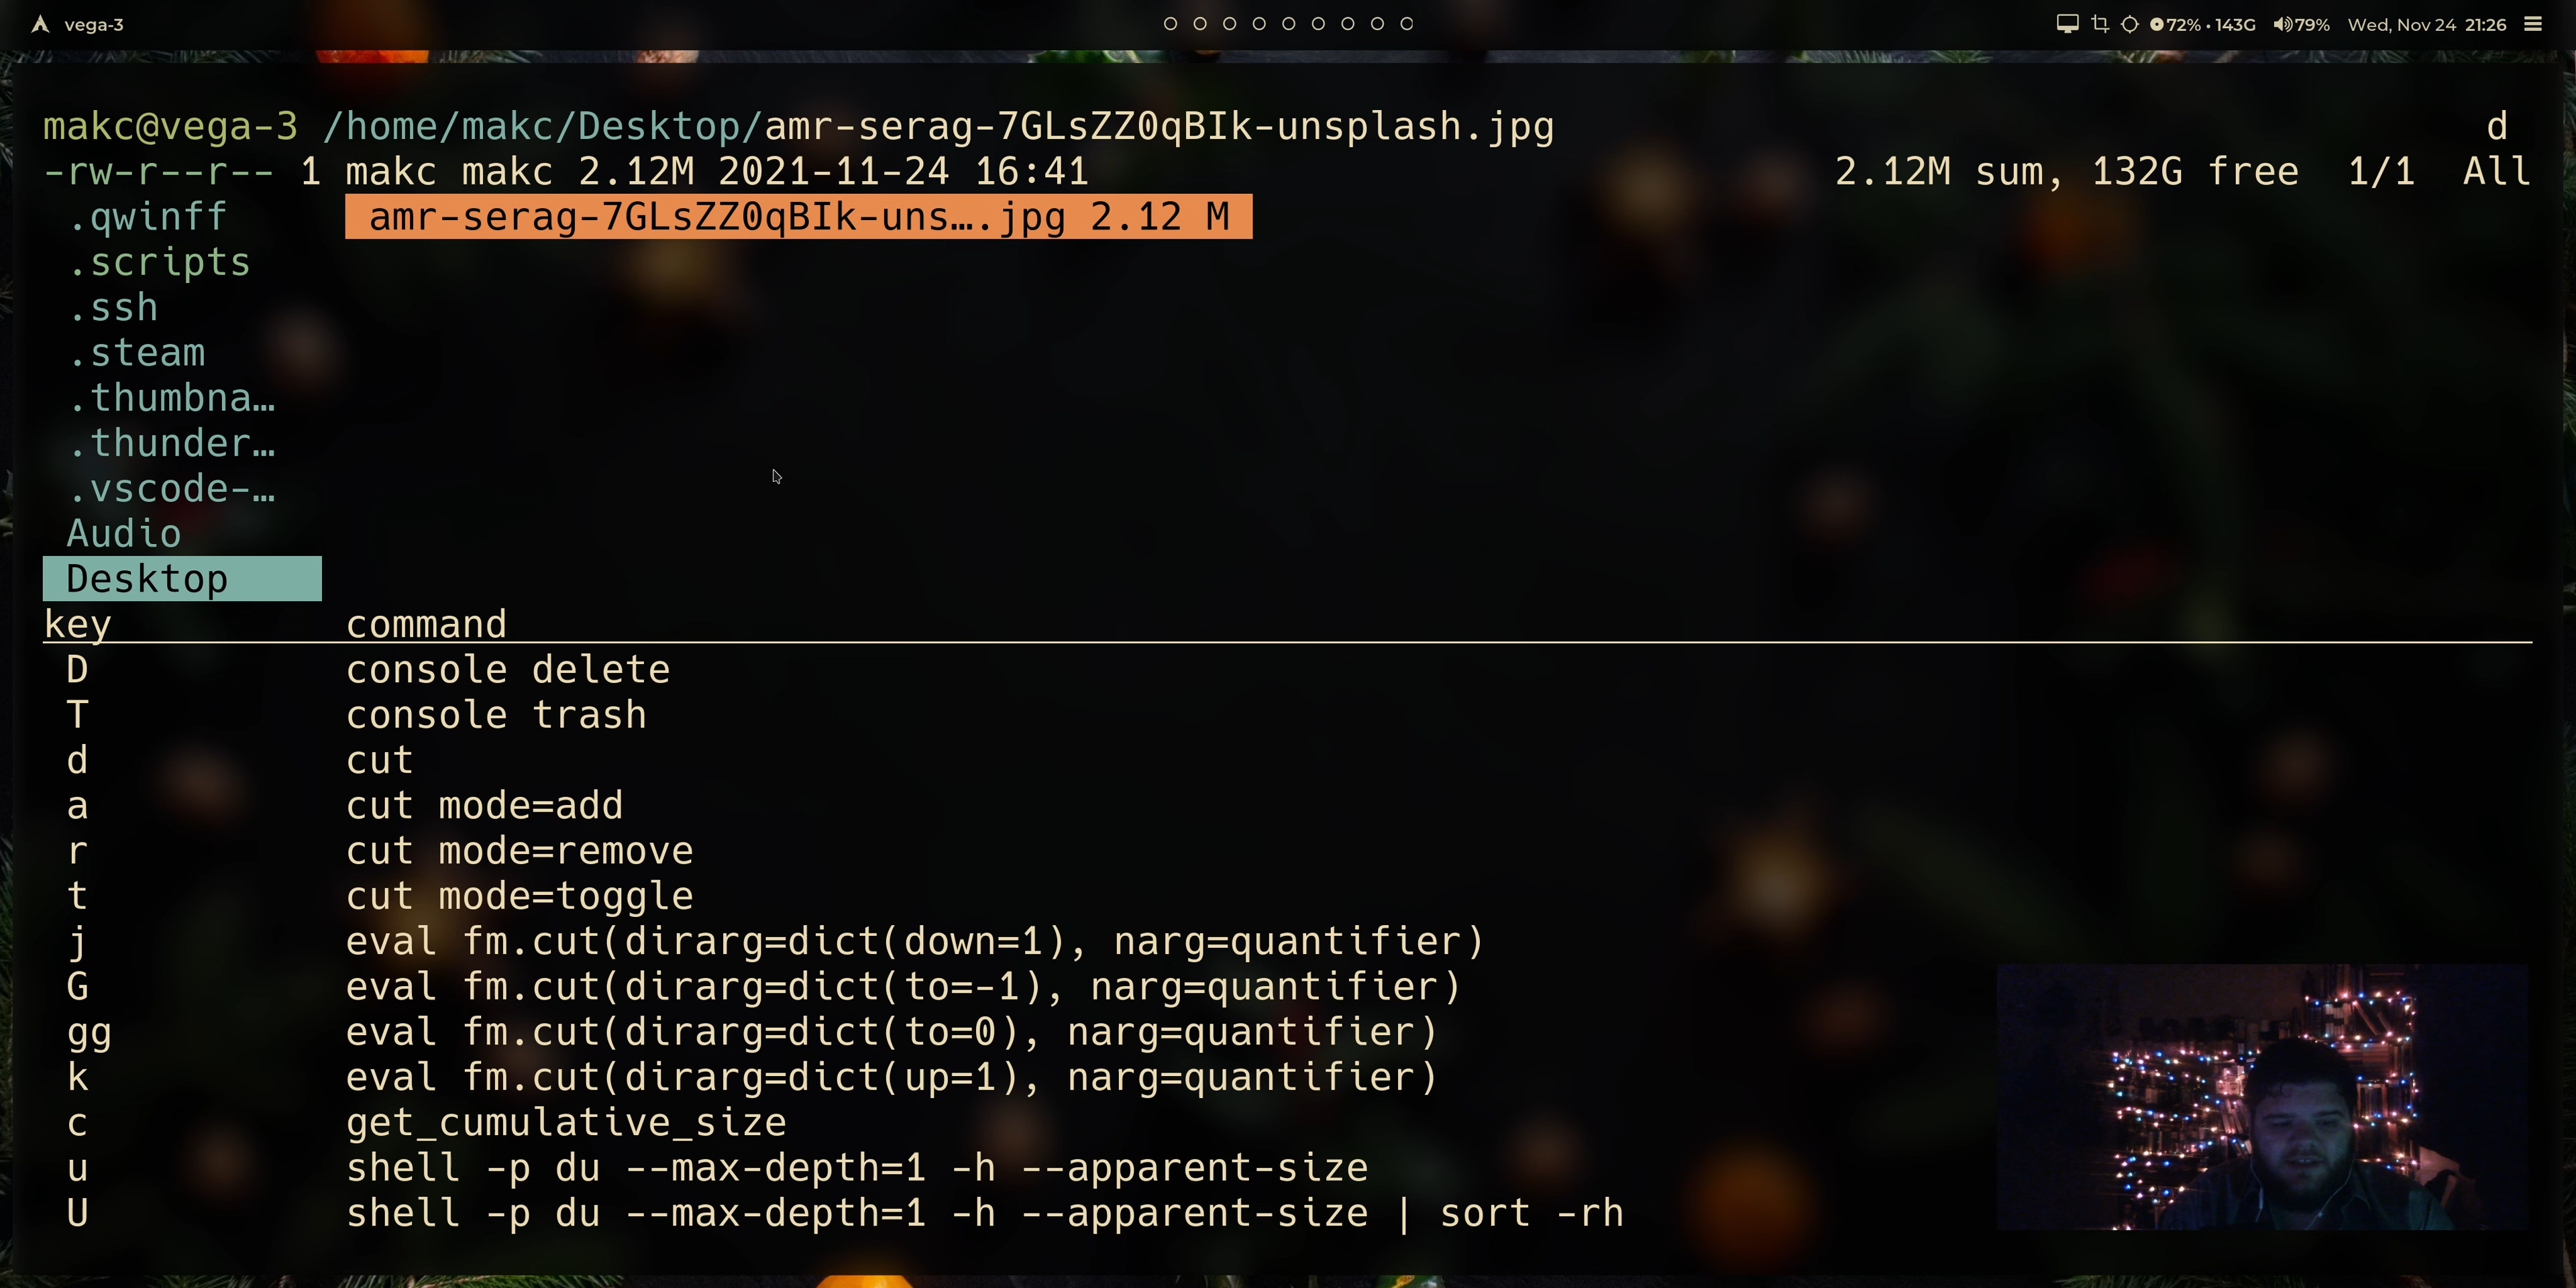 vega-3
72% • 143G 79% Wed, Nov 24 21:26
makc@vega-3 /home/makc/Desktop/amr-serag-7GLsZZ0qBIk-unsplash.jpg d
-rw-r--r-- 1 makc makc 2.12M 2021-11-24 16:41 2.12M sum, 132G free 1/1 All
.qwinff amr-serag-7GLsZZ0qBIk-uns….jpg 2.12 M
.scripts
.ssh
.steam
.thumbna…
.thunder…
.vscode-…
Audio
Desktop
key command
D console delete
T console trash
d cut
a cut mode=add
r cut mode=remove
t cut mode=toggle
j eval fm.cut(dirarg=dict(down=1), narg=quantifier)
G eval fm.cut(dirarg=dict(to=-1), narg=quantifier)
gg eval fm.cut(dirarg=dict(to=0), narg=quantifier)
k eval fm.cut(dirarg=dict(up=1), narg=quantifier)
c get_cumulative_size
u shell -p du --max-depth=1 -h --apparent-size
U shell -p du --max-depth=1 -h --apparent-size | sort -rh